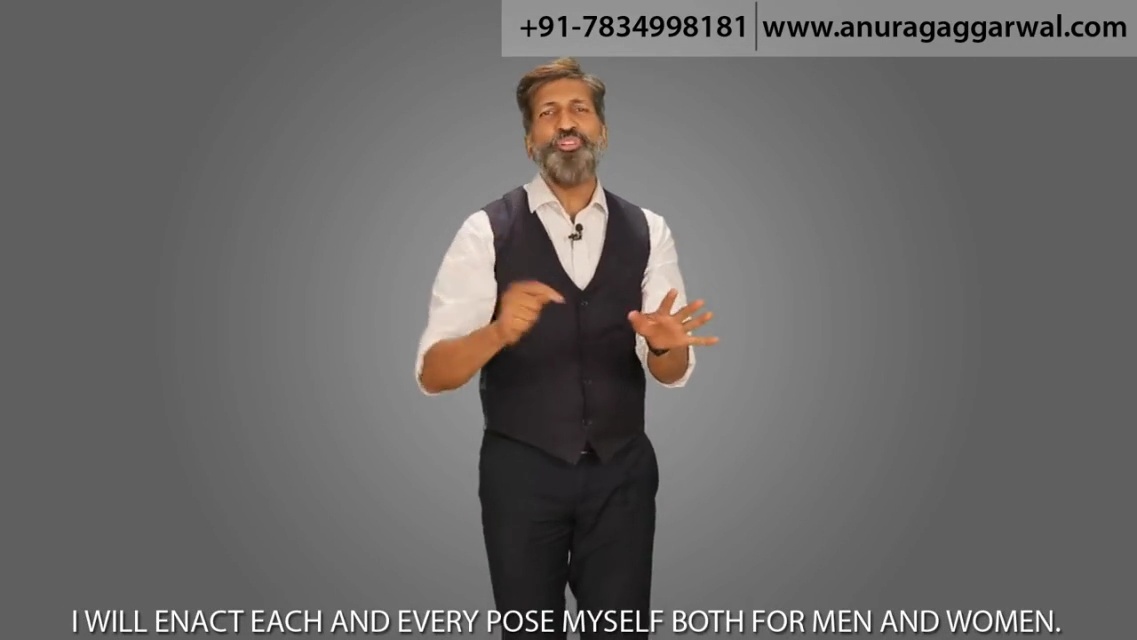 +91-7834998181 | www.anuragaggarwal.com
I WILL ENACT EACH AND EVERY POSE MYSELF BOTH FOR MEN AND WOMEN.